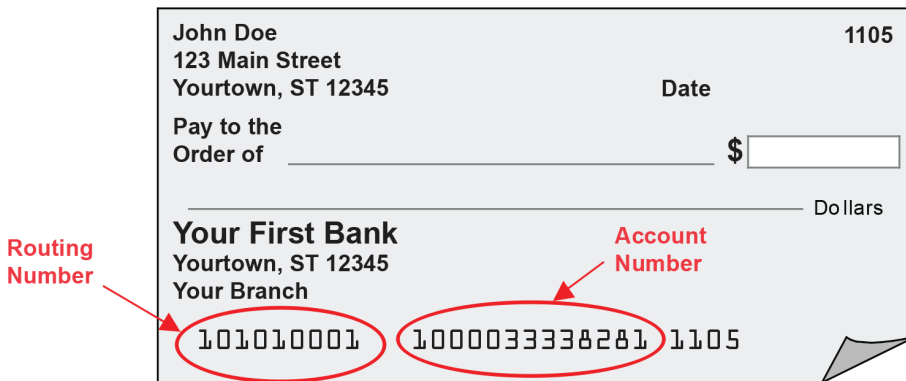 John Doe 1105
123 Main Street
Yourtown, ST 12345 Date
Pay to the
Order of $
Dollars
Your First Bank
Yourtown, ST 12345
Your Branch
Routing
Number
Account
Number
101010001 1000033338281 1105